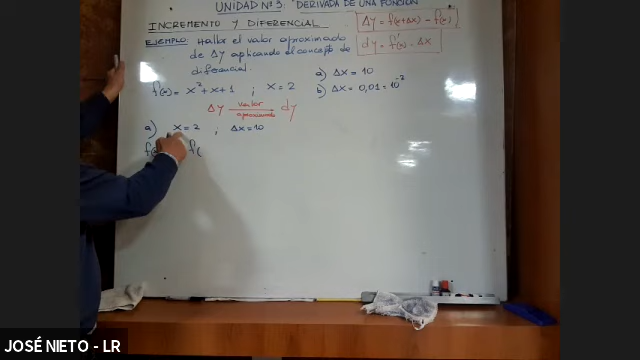 UNIDAD Nº3: DERIVADA DE UNA FUNCIÓN
INCREMENTO Y DIFERENCIAL
Δy = f(x+Δx) - f(x)
dy = f'(x) - Δx
EJEMPLO: Hallar el valor aproximado
de Δy aplicando el concepto de
diferencial.
a) Δx = 10
f(x) = x² + x + 1 ; x = 2
b) Δx = 0,01 = 10⁻²
Δy valor aproximado dy
a) x = 2 ; Δx = 10
f( f(
JOSÉ NIETO - LR